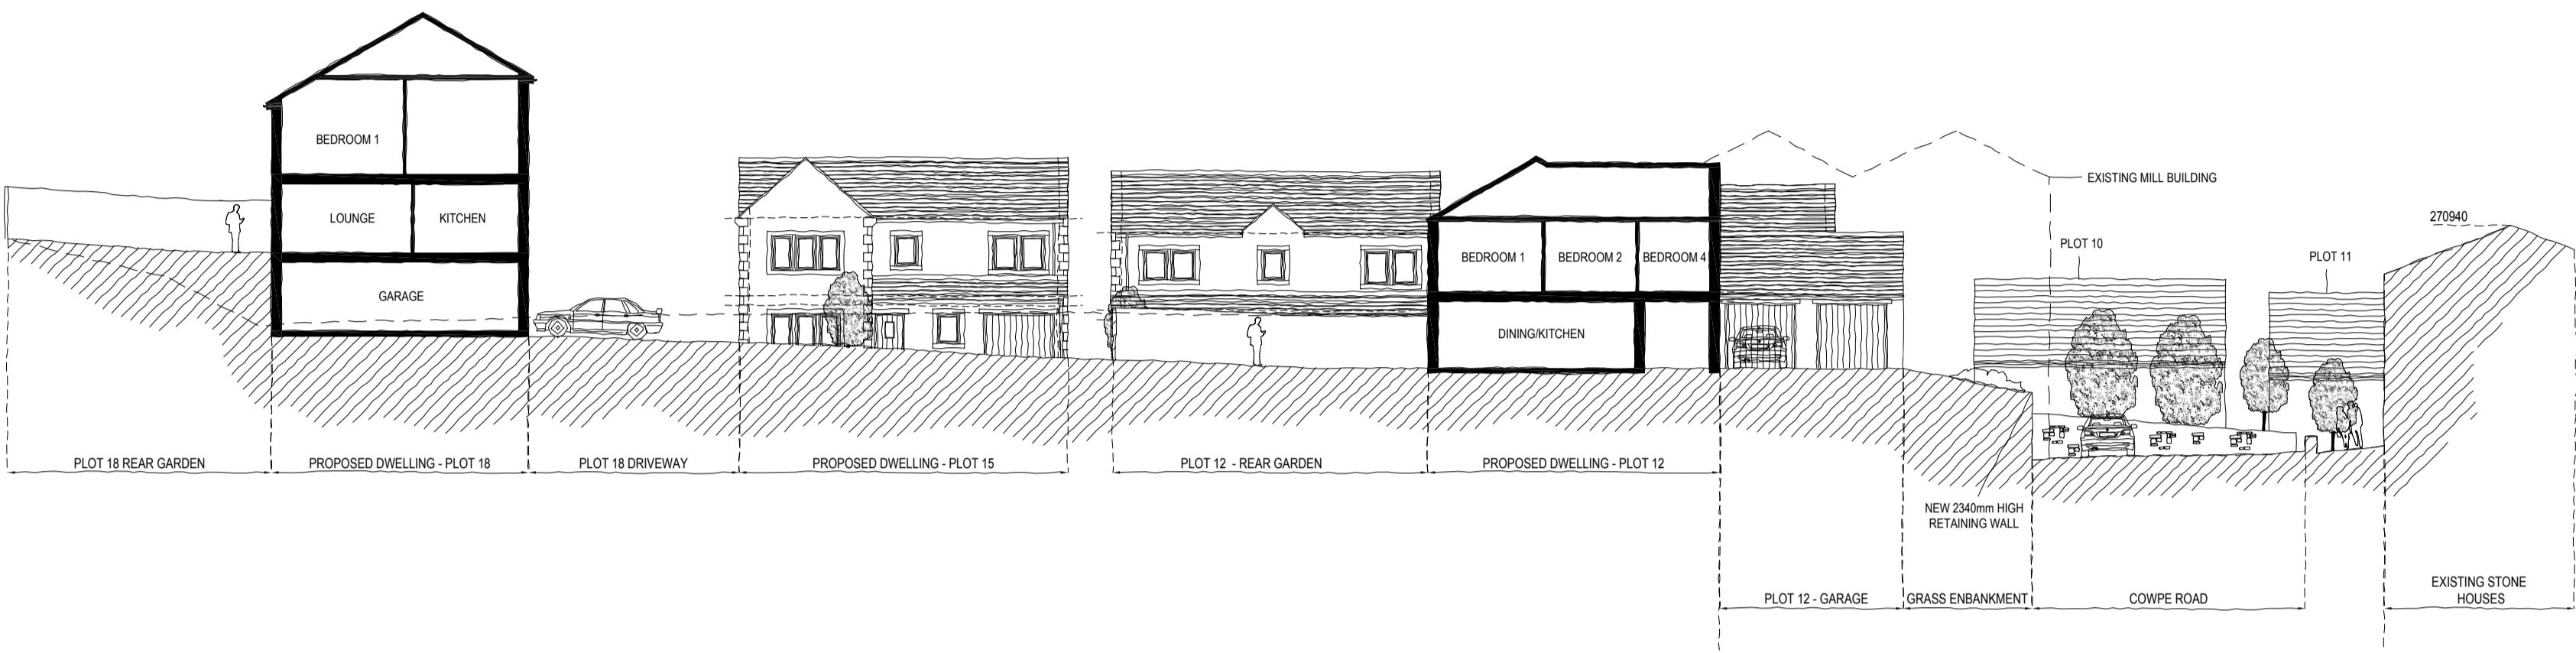 BEDROOM 1
LOUNGE
KITCHEN
GARAGE
BEDROOM 1
BEDROOM 2
BEDROOM 4
DINING/KITCHEN
EXISTING MILL BUILDING
270940
PLOT 10
PLOT 11
PLOT 18 REAR GARDEN
PROPOSED DWELLING - PLOT 18
PLOT 18 DRIVEWAY
PROPOSED DWELLING - PLOT 15
PLOT 12 - REAR GARDEN
PROPOSED DWELLING - PLOT 12
NEW 2340mm HIGH
RETAINING WALL
PLOT 12 - GARAGE
GRASS ENBANKMENT
COWPE ROAD
EXISTING STONE
HOUSES